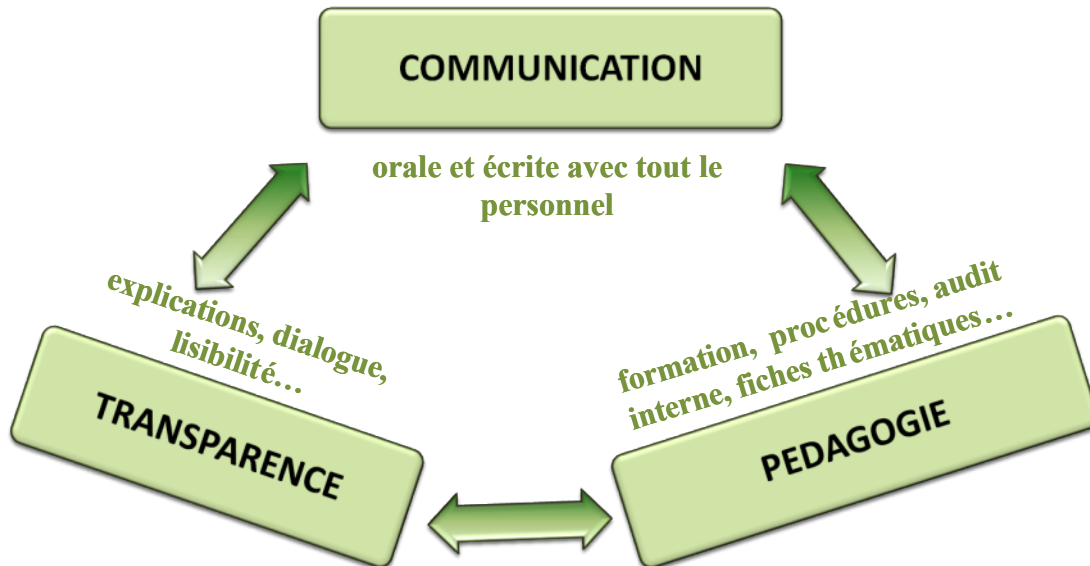 COMMUNICATION
orale et écrite avec tout le
personnel
explications, dialogue,
lisibilité...
TRANSPARENCE
formation, proc édures, audit
interne, fiches th ématiques...
PEDAGOGIE